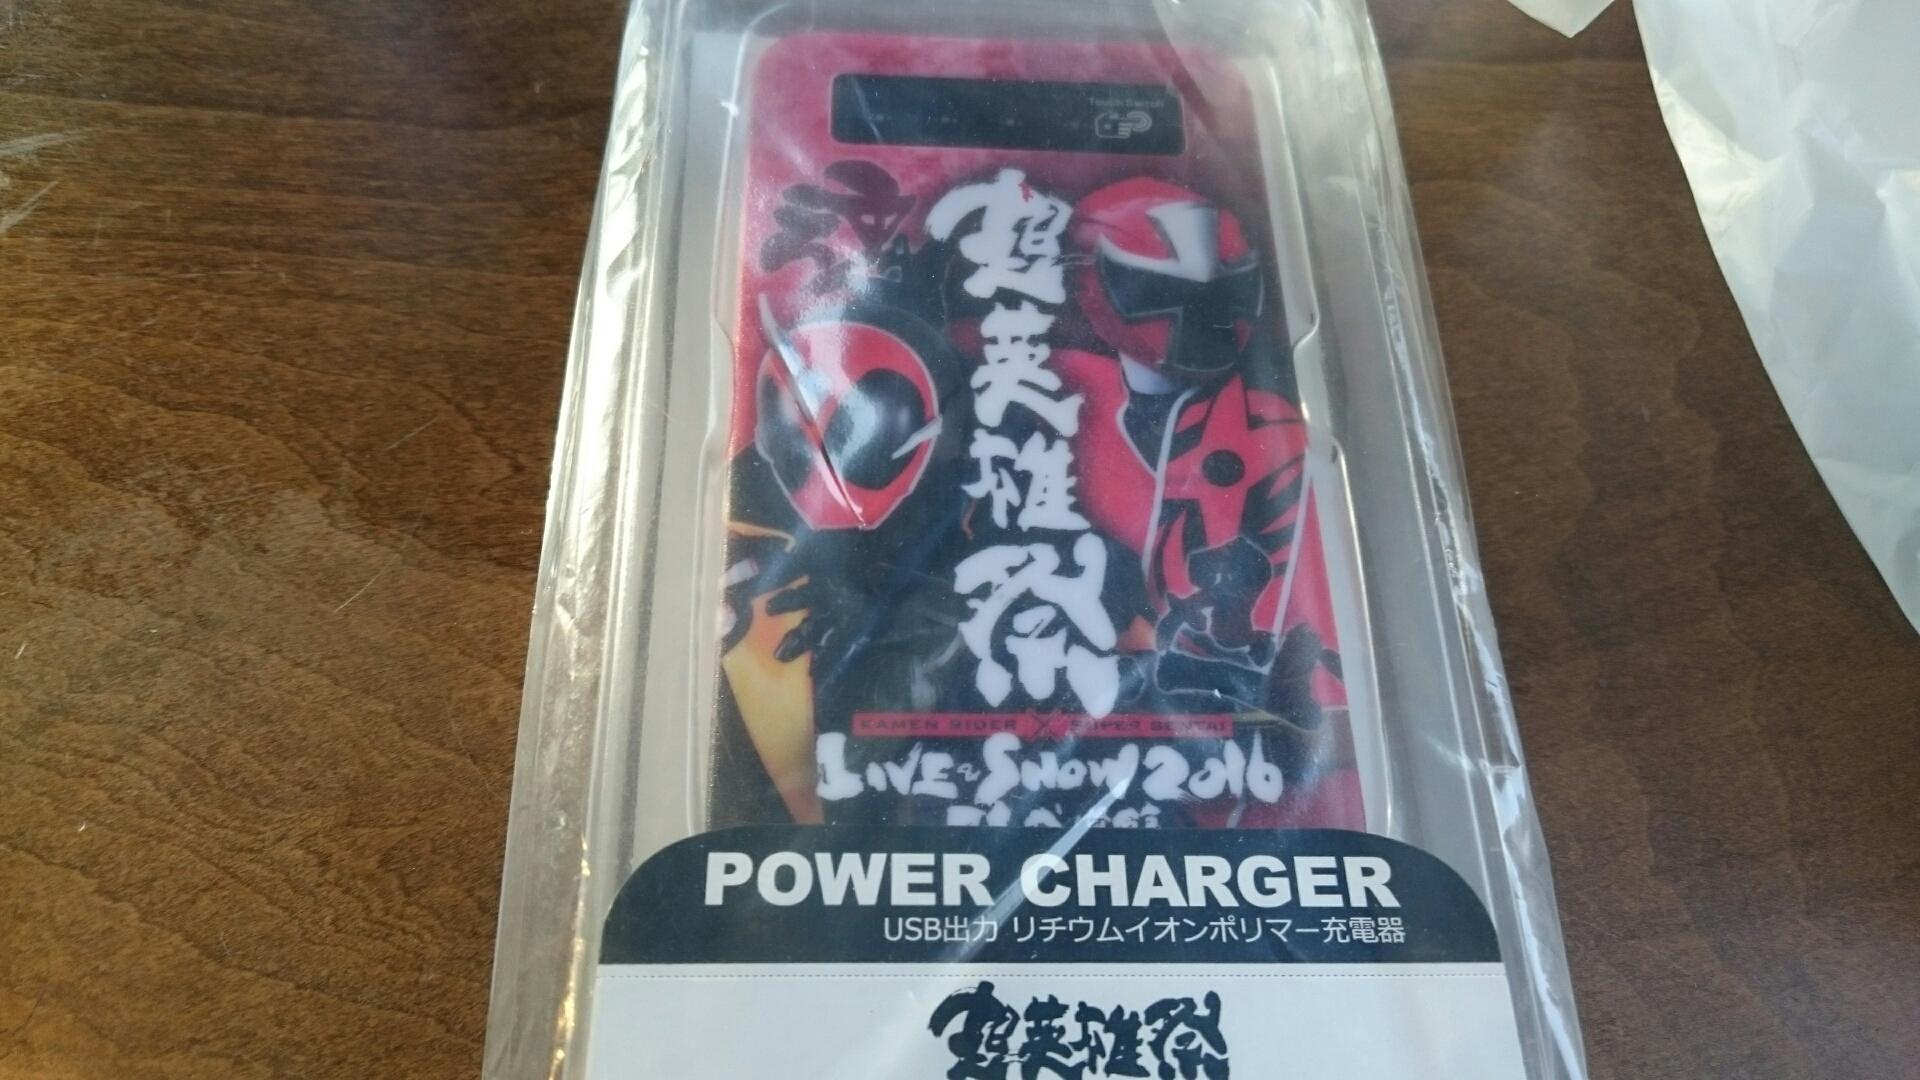 Touch Switch
超英雄祭
KAMEN RIDER X SUPER SENTAI
LIVE & SHOW 2016
POWER CHARGER
USB出力 リチウムイオンポリマー充電器
超英雄祭